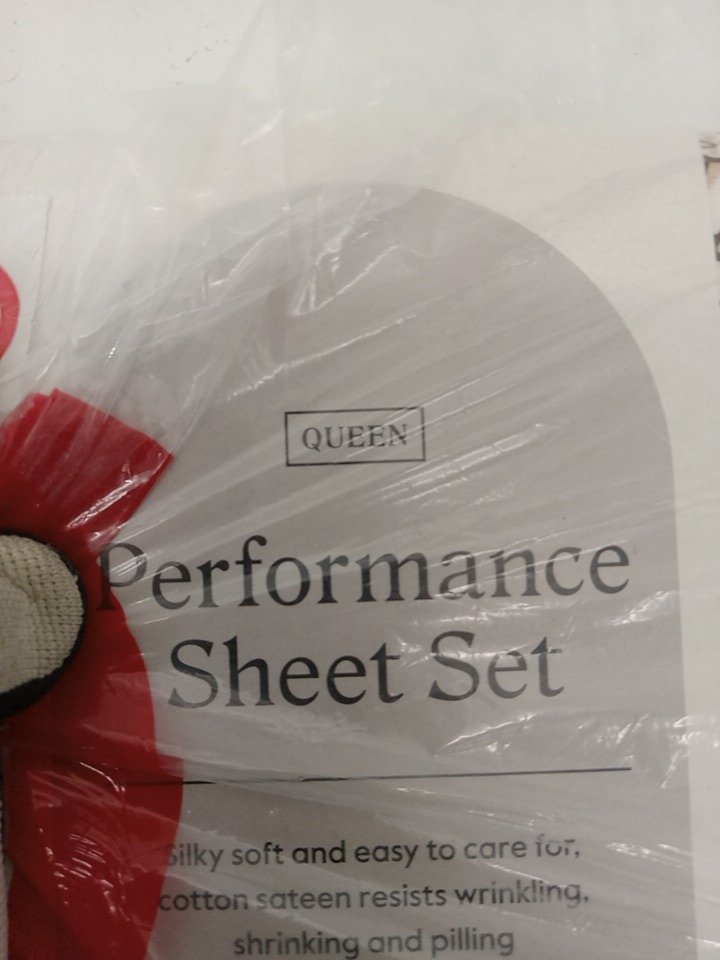 QUEEN
Performance
Sheet Set
Silky soft and easy to care for,
cotton sateen resists wrinkling,
shrinking and pilling